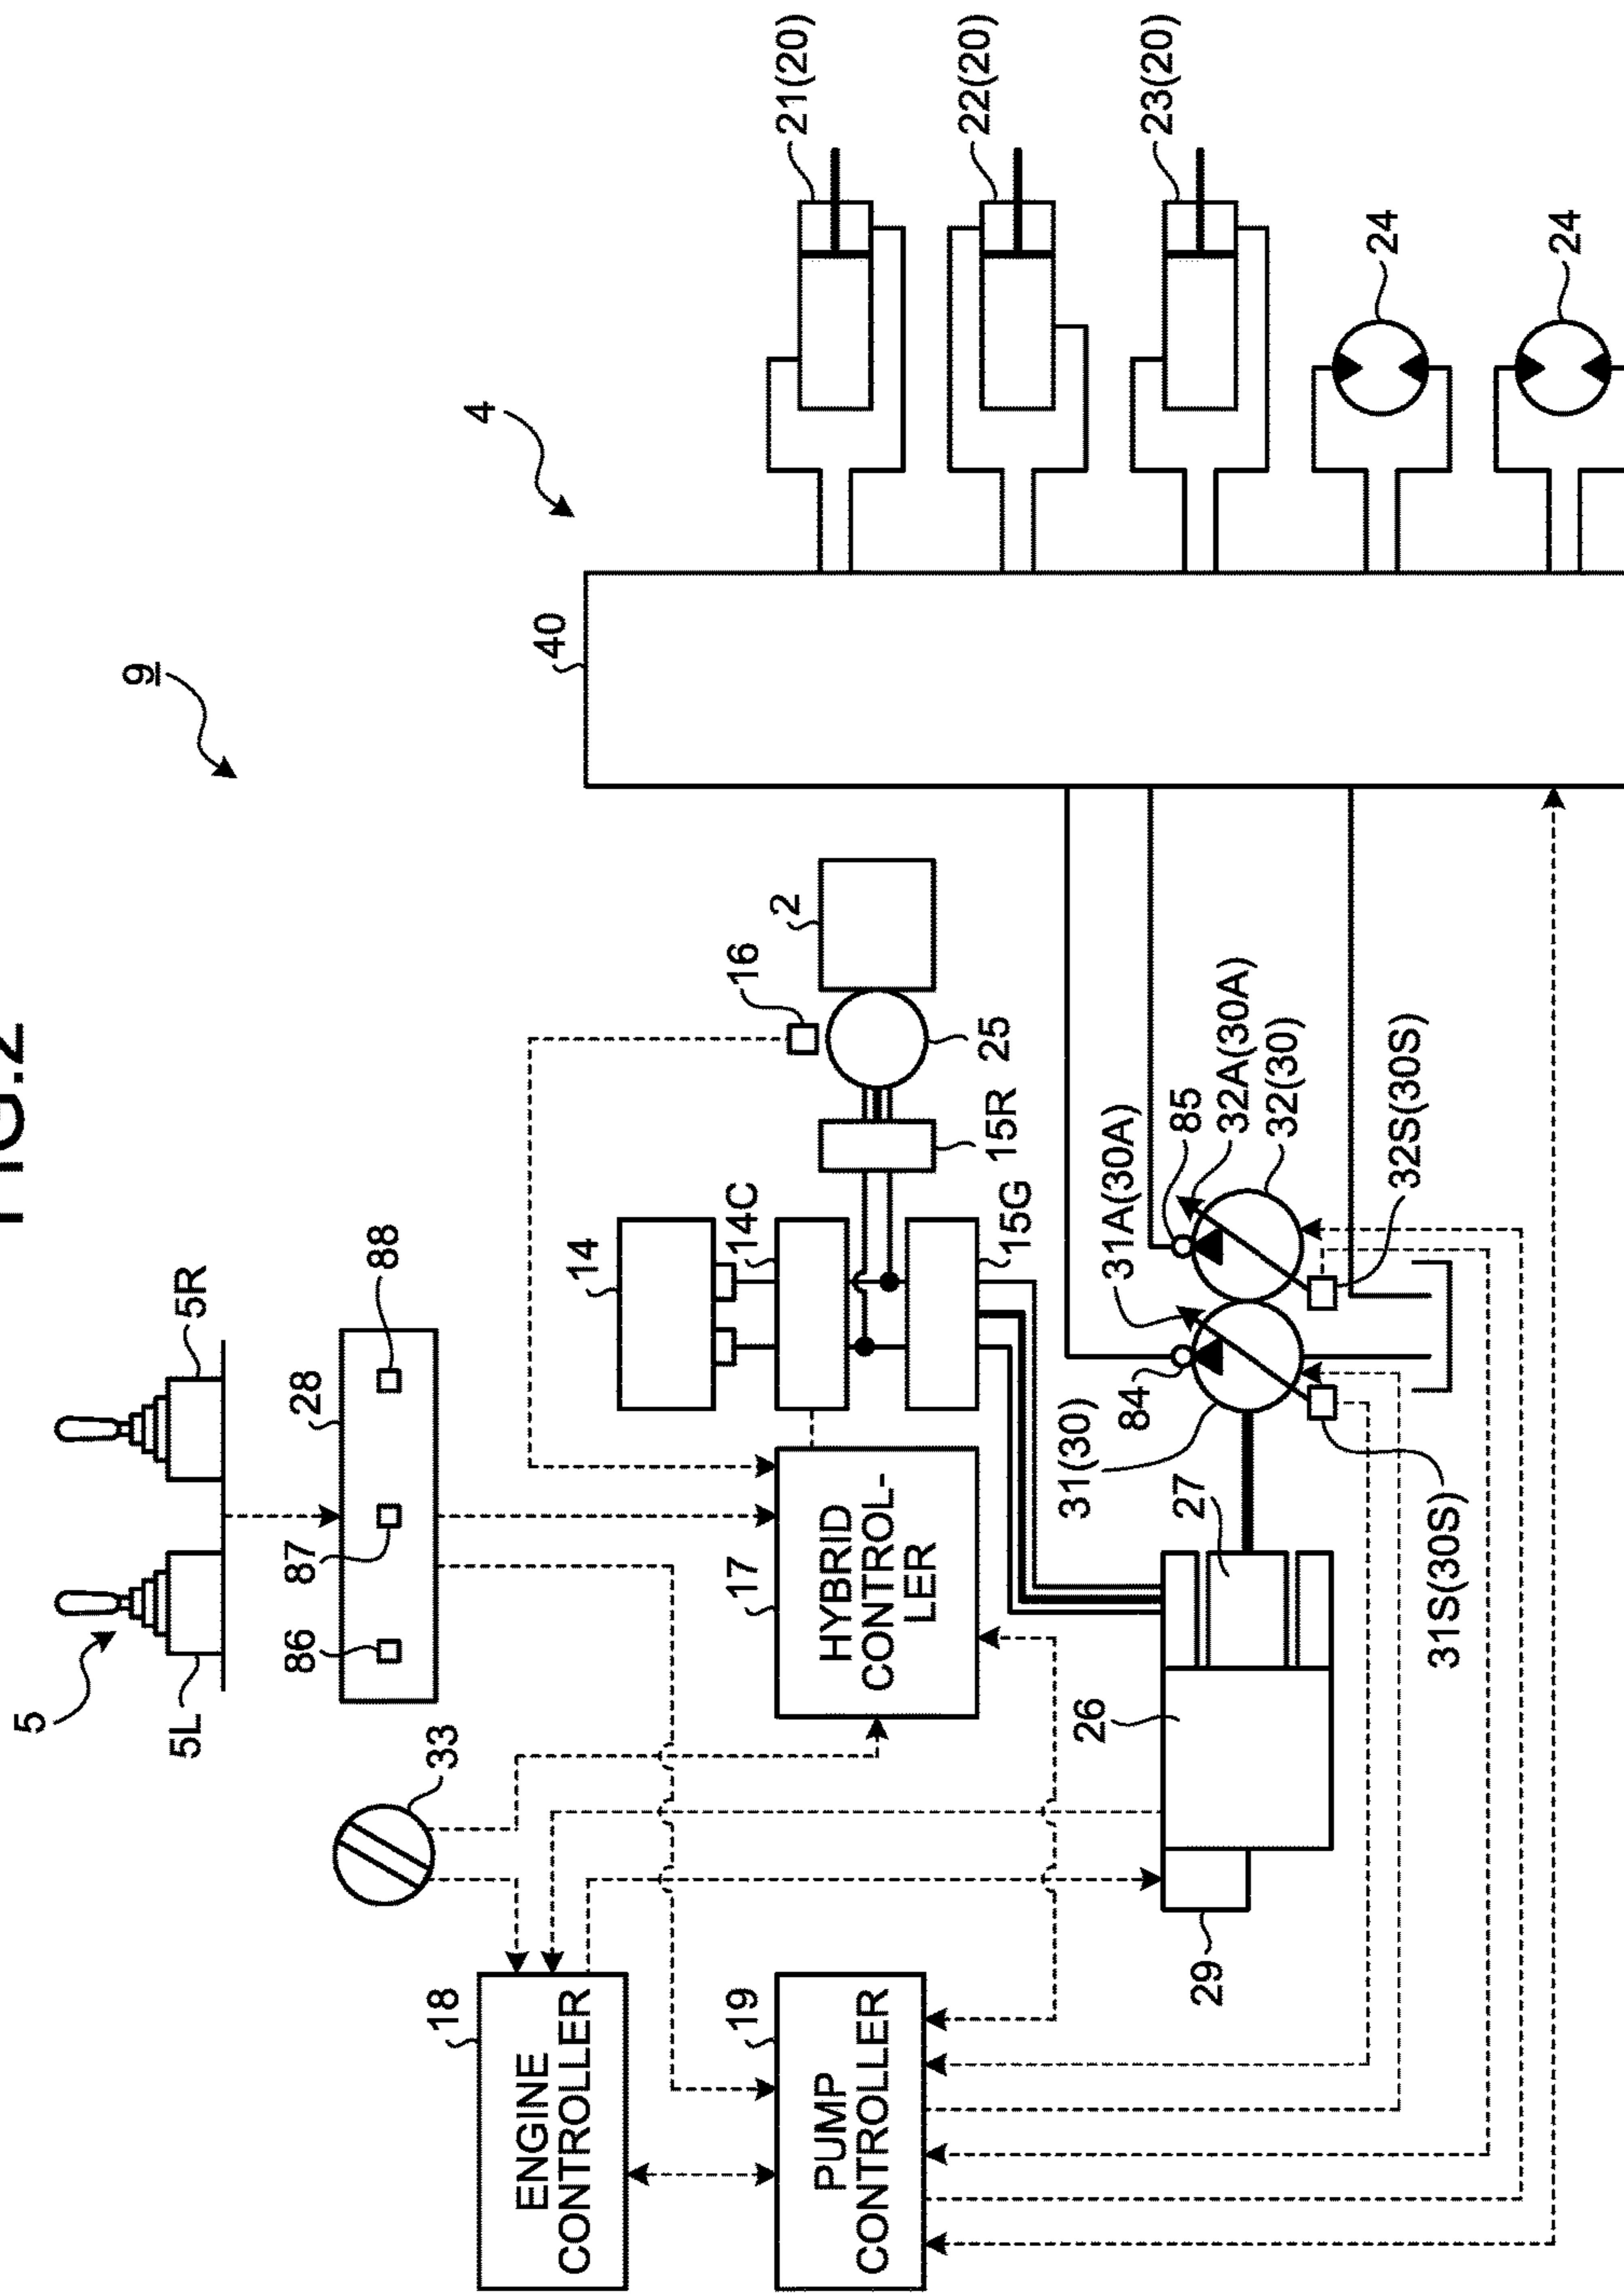 FIG.2
9
5
5L
5R
33
28
86
87
88
4
40
18
ENGINE
CONTROLLER
19
PUMP
CONTROLLER
17
HYBRID
CONTROL-
LER
14
14C
15G
15R
16
25
2
21(20)
22(20)
23(20)
24
24
29
26
27
31(30)
84
31A(30A)
85
32A(30A)
32(30)
31S(30S)
32S(30S)